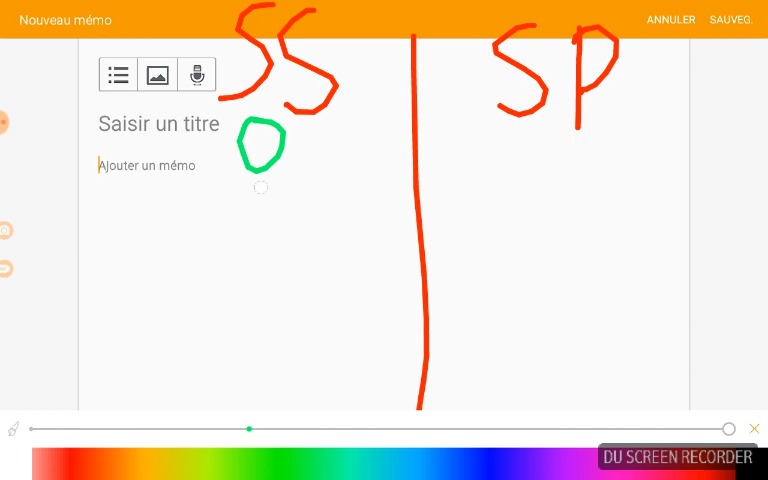 Nouveau mémo ANNULER SAUVEG.
SS SP
Saisir un titre
Ajouter un mémo
DU SCREEN RECORDER